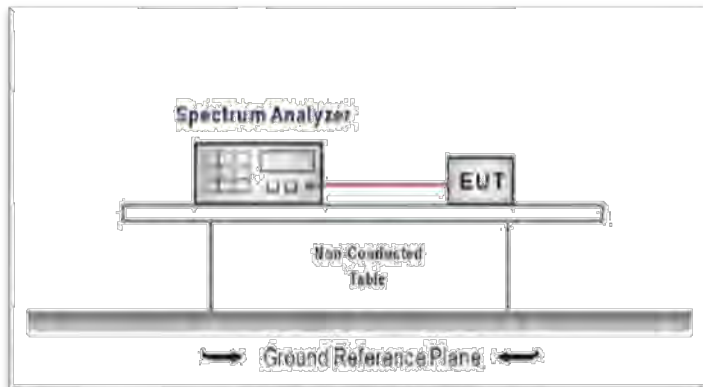 Spectrum Analyzer
EUT
Non-Conducted
Table
Ground Reference Plane